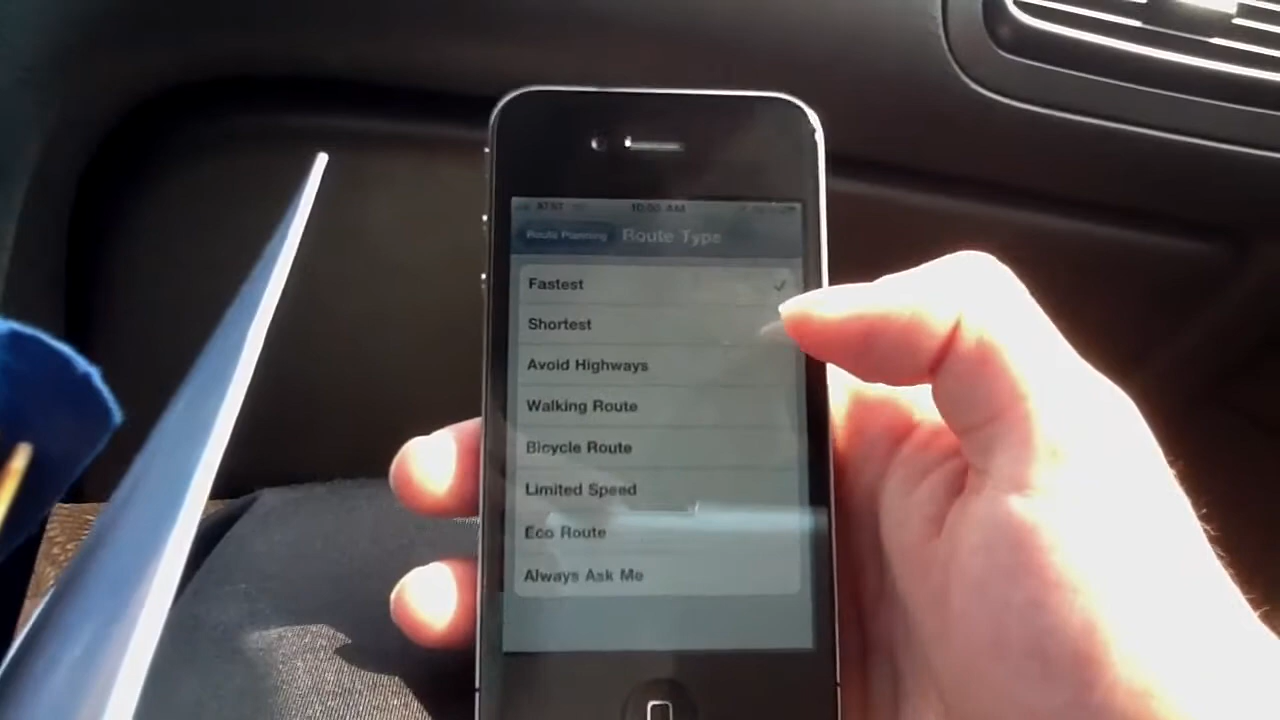 AT&T
Route Planning
Route Type
Fastest
Shortest
Avoid Highways
Walking Route
Bicycle Route
Limited Speed
Eco Route
Always Ask Me